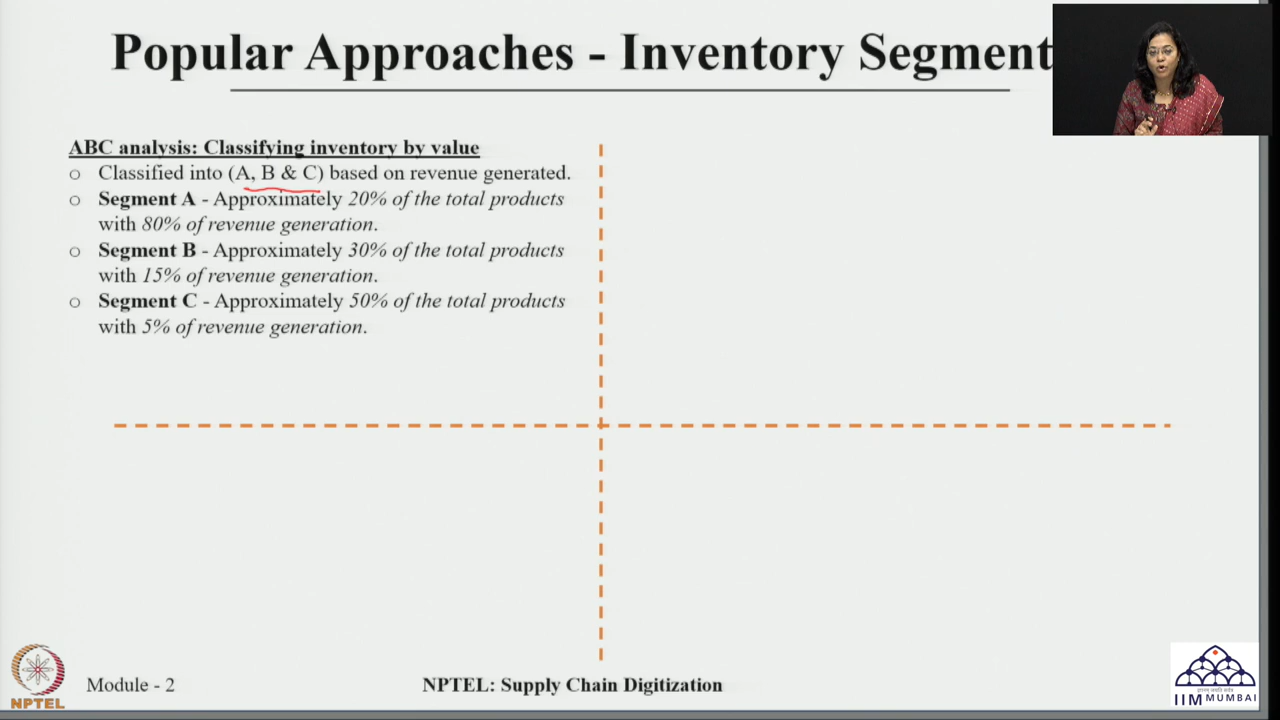 Popular Approaches - Inventory Segment
ABC analysis: Classifying inventory by value
o Classified into (A, B & C) based on revenue generated.
o Segment A - Approximately 20% of the total products
with 80% of revenue generation.
o Segment B - Approximately 30% of the total products
with 15% of revenue generation.
o Segment C - Approximately 50% of the total products
with 5% of revenue generation.
NPTEL
Module - 2
NPTEL: Supply Chain Digitization
IIM MUMBAI